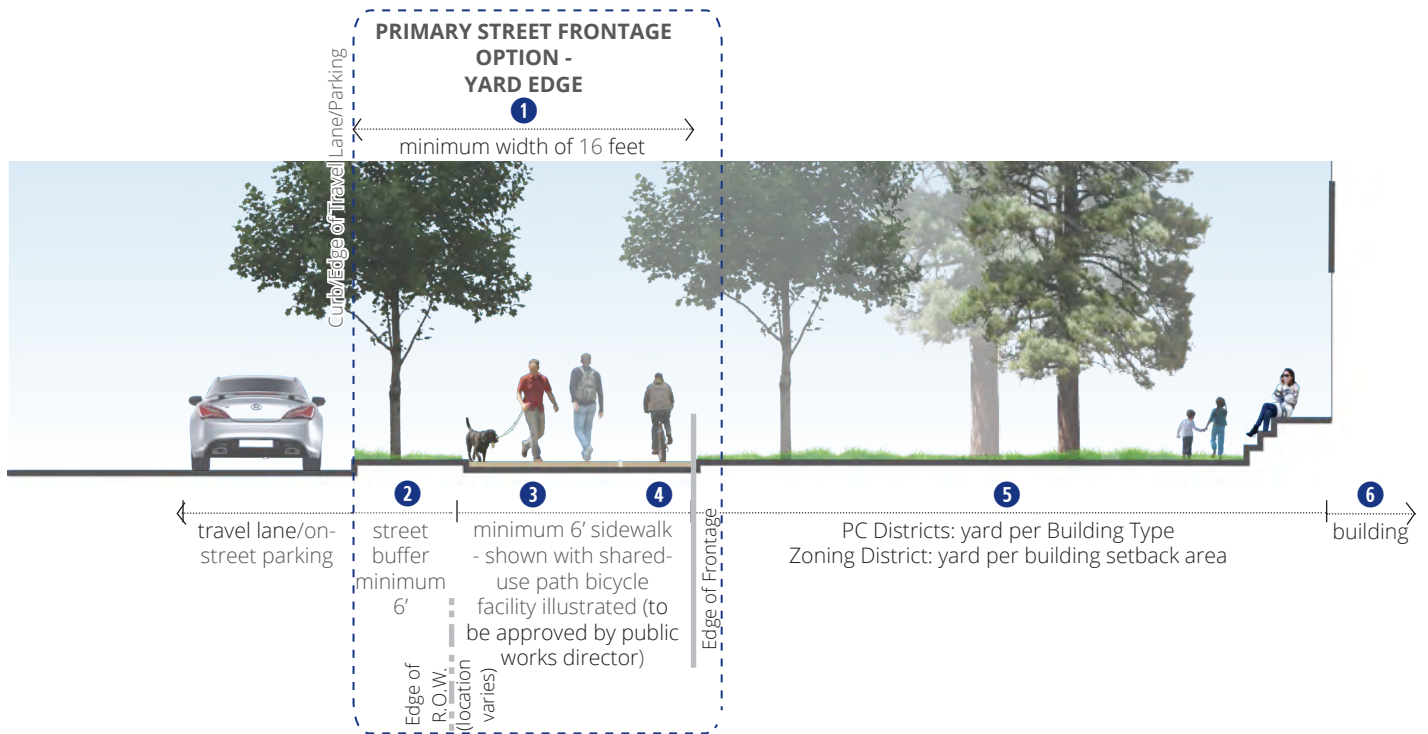 PRIMARY STREET FRONTAGE
OPTION -
YARD EDGE
1
minimum width of 16 feet
Curb/Edge of Travel Lane/Parking
2
3
4
5
6
travel lane/on-
street parking
street
buffer
minimum
6’
minimum 6’ sidewalk
- shown with shared-
use path bicycle
facility illustrated (to
be approved by public
works director)
Edge of Frontage
PC Districts: yard per Building Type
Zoning District: yard per building setback area
building
Edge of
R.O.W.
(location
varies)